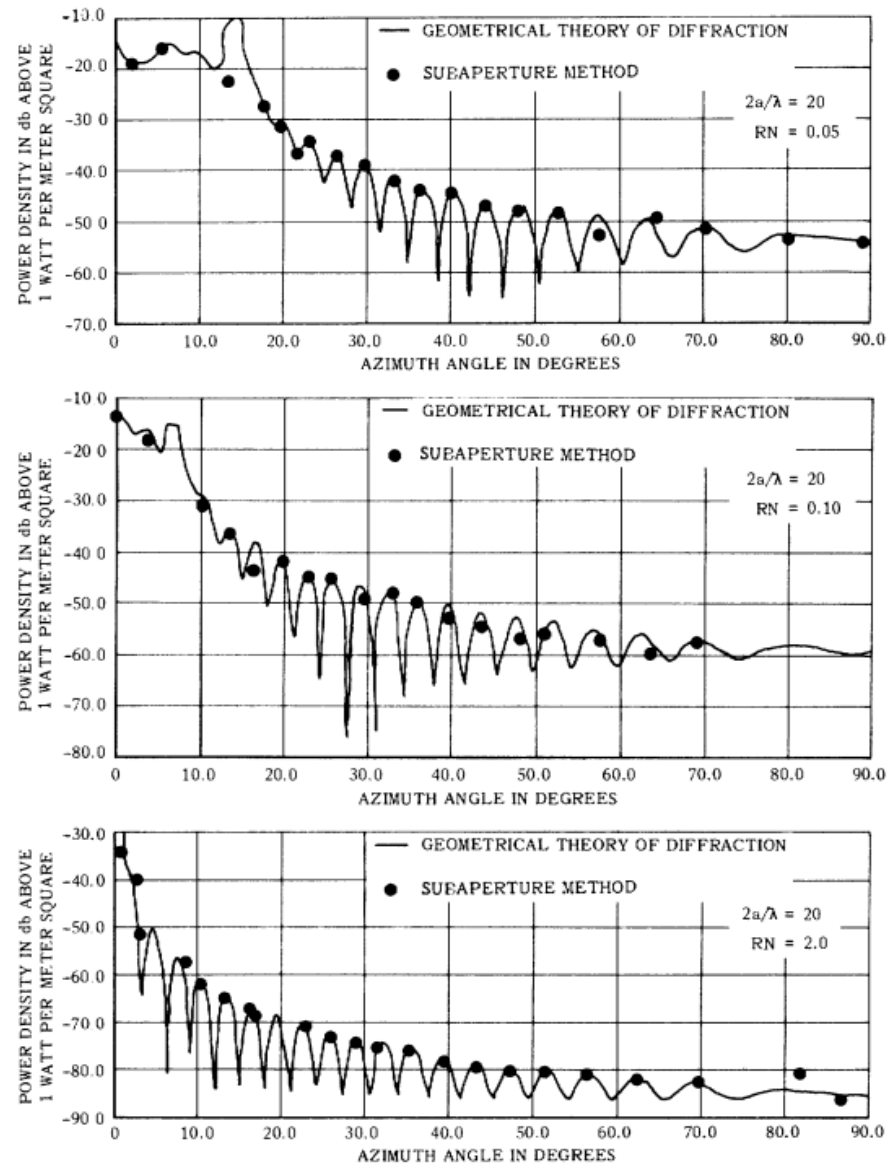 -10.0
-20.0
-30.0
-40.0
-50.0
-60.0
-70.0
POWER DENSITY IN db ABOVE
1 WATT PER METER SQUARE
GEOMETRICAL THEORY OF DIFFRACTION
SUBAPERTURE METHOD
2a/λ = 20
RN = 0.05
0 10.0 20.0 30.0 40.0 50.0 60.0 70.0 80.0 90.0
AZIMUTH ANGLE IN DEGREES
-10 0
-20 0
-30 0
-40 0
-50 0
-60 0
-70.0
-80.0
POWER DENSITY IN db ABOVE
1 WATT PER METER SQUARE
GEOMETRICAL THEORY OF DIFFRACTION
SUBAPERTURE METHOD
2a/λ = 20
RN = 0.10
0 10.0 20.0 30.0 40.0 50.0 60.0 70.0 80.0 90.0
AZIMUTH ANGLE IN DEGREES
-30.0
-40.0
-50.0
-60.0
-70.0
-80.0
-90.0
POWER DENSITY IN db ABOVE
1 WATT PER METER SQUARE
GEOMETRICAL THEORY OF DIFFRACTION
SUBAPERTURE METHOD
2a/λ = 20
RN = 2.0
0 10.0 20.0 30.0 40.0 50.0 60.0 70.0 80.0 90.0
AZIMUTH ANGLE IN DEGREES